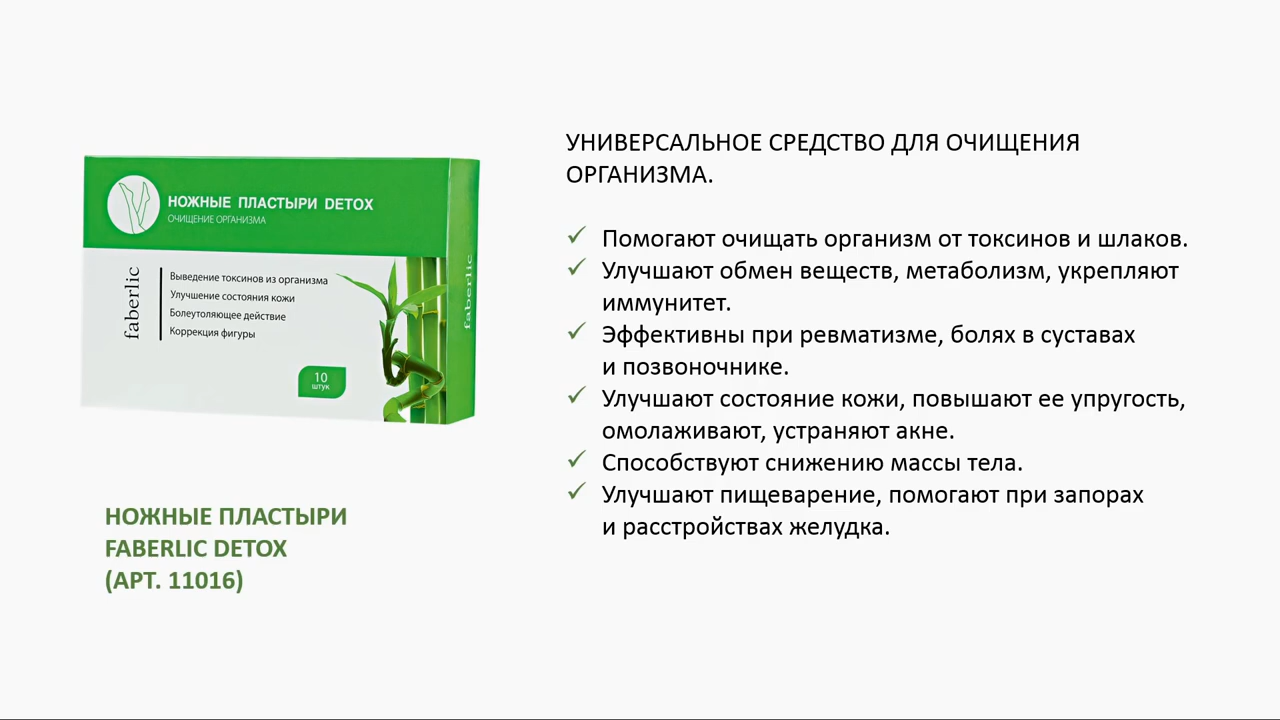 НОЖНЫЕ ПЛАСТЫРИ DETOX
ОЧИЩЕНИЕ ОРГАНИЗМА
faberlic
Выведение токсинов из организма
Улучшение состояния кожи
Болеутоляющее действие
Коррекция фигуры
10
штук
faberlic
НОЖНЫЕ ПЛАСТЫРИ
FABERLIC DETOX
(АРТ. 11016)
УНИВЕРСАЛЬНОЕ СРЕДСТВО ДЛЯ ОЧИЩЕНИЯ
ОРГАНИЗМА.
Помогают очищать организм от токсинов и шлаков.
Улучшают обмен веществ, метаболизм, укрепляют
иммунитет.
Эффективны при ревматизме, болях в суставах
и позвоночнике.
Улучшают состояние кожи, повышают ее упругость,
омолаживают, устраняют акне.
Способствуют снижению массы тела.
Улучшают пищеварение, помогают при запорах
и расстройствах желудка.